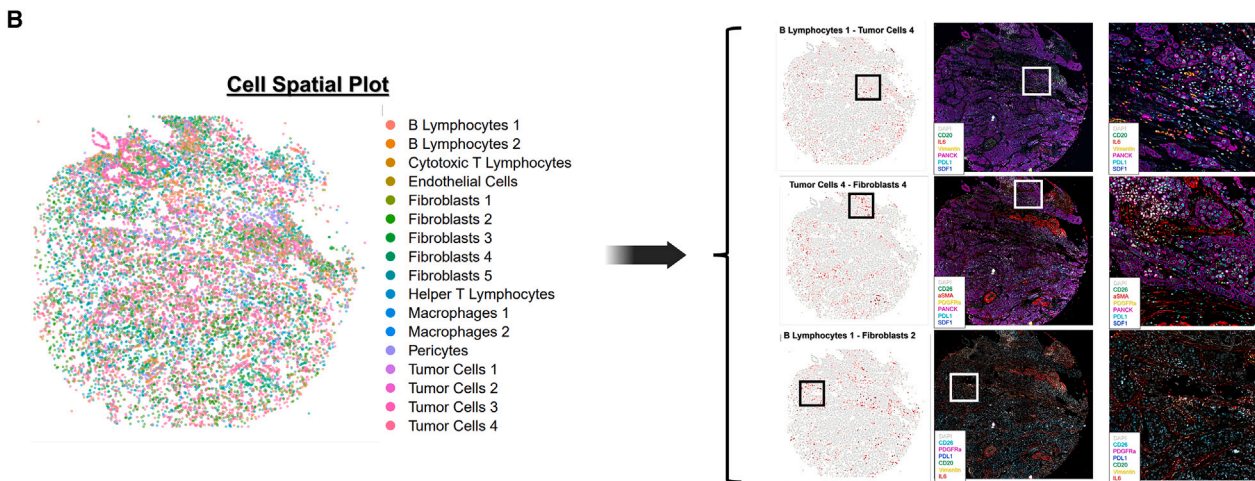 B
Cell Spatial Plot
B Lymphocytes 1
B Lymphocytes 2
Cytotoxic T Lymphocytes
Endothelial Cells
Fibroblasts 1
Fibroblasts 2
Fibroblasts 3
Fibroblasts 4
Fibroblasts 5
Helper T Lymphocytes
Macrophages 1
Macrophages 2
Pericytes
Tumor Cells 1
Tumor Cells 2
Tumor Cells 3
Tumor Cells 4
B Lymphocytes 1 - Tumor Cells 4
DAPI
CD20
IL6
Vimentin
PANCK
PDL1
SDF1
DAPI
CD20
IL6
Vimentin
PANCK
PDL1
SDF1
Tumor Cells 4 - Fibroblasts 4
DAPI
CD26
aSMA
PDGFRa
PANCK
PDL1
SDF1
DAPI
CD26
aSMA
PDGFRa
PANCK
PDL1
SDF1
B Lymphocytes 1 - Fibroblasts 2
DAPI
CD26
PDGFRa
PDL1
CD20
Vimentin
IL6
DAPI
CD26
PDGFRa
PDL1
CD20
Vimentin
IL6